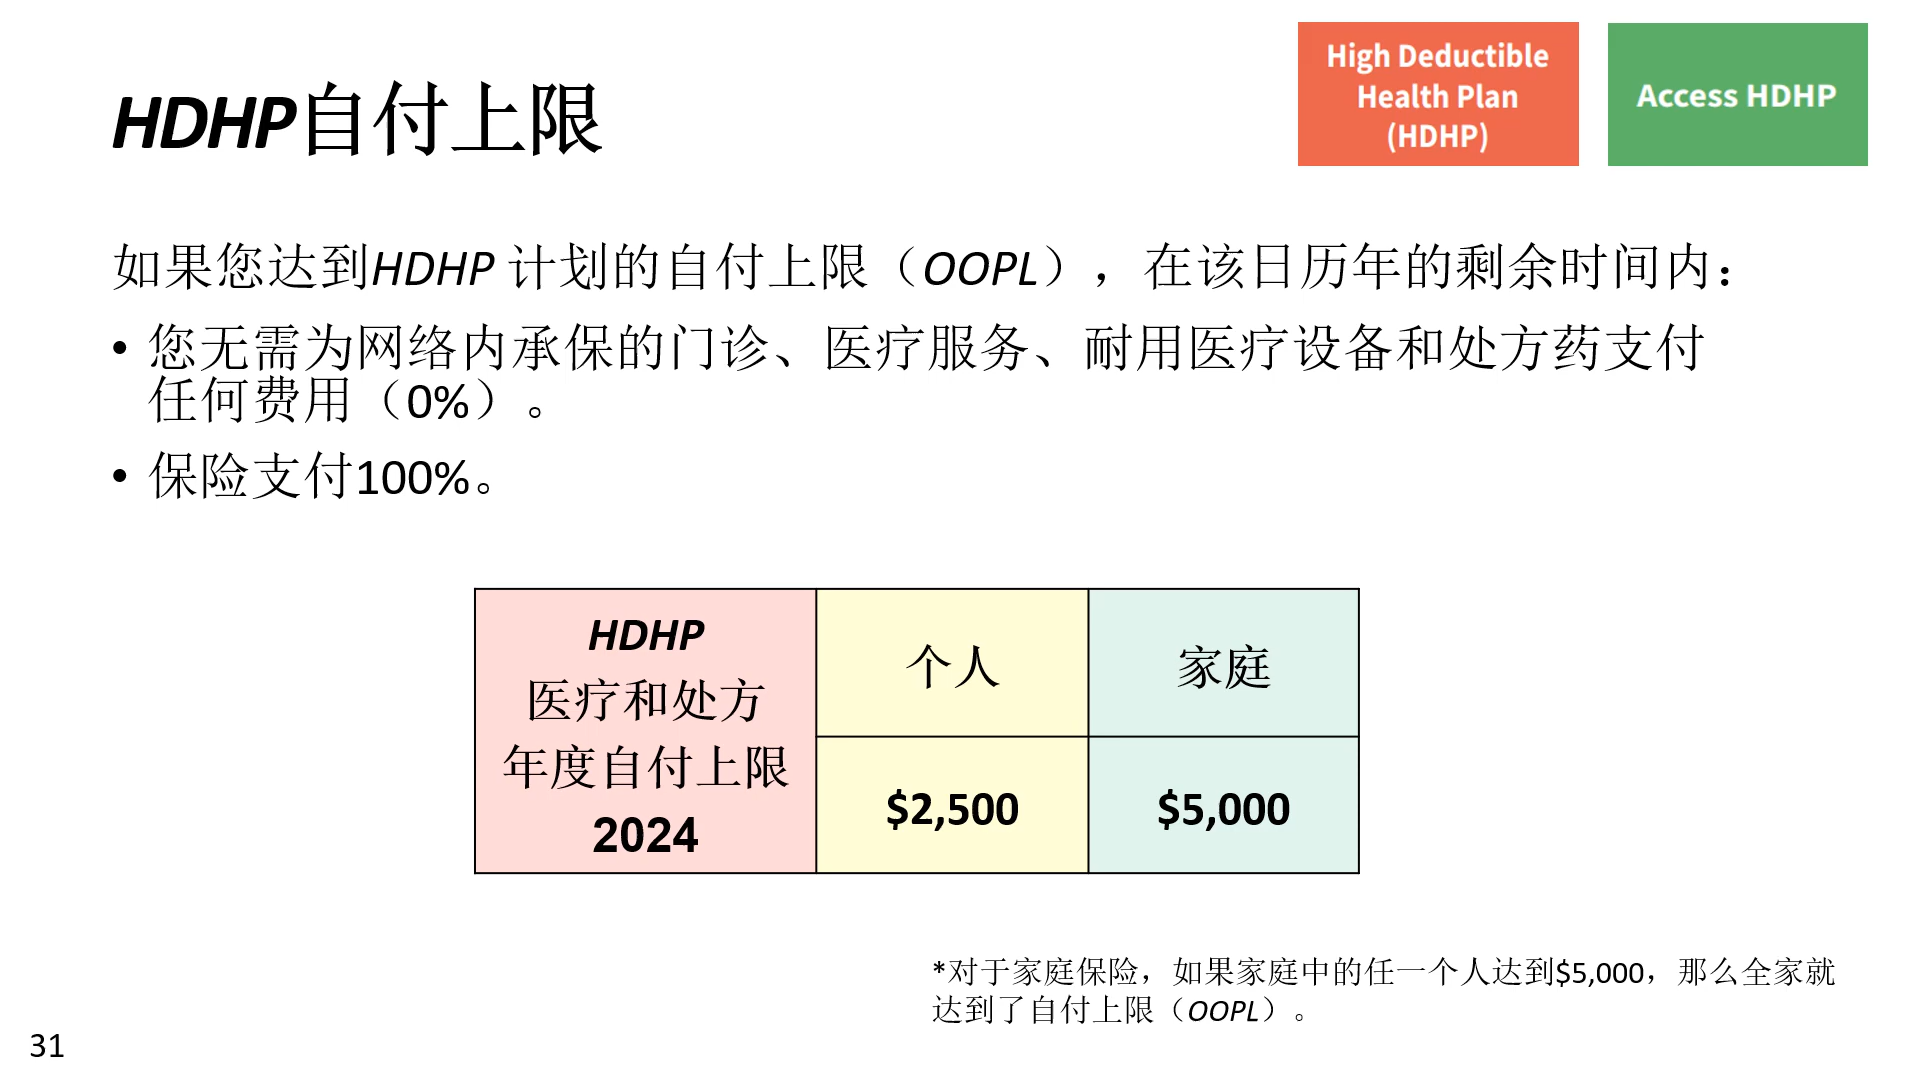 HDHP自付上限
High Deductible
Health Plan
(HDHP)
Access HDHP
如果您达到HDHP 计划的自付上限（OOPL），在该日历年的剩余时间内：
• 您无需为网络内承保的门诊、医疗服务、耐用医疗设备和处方药支付
任何费用（0%）。
• 保险支付100%。
HDHP
医疗和处方
年度自付上限
2024
个人
家庭
$2,500
$5,000
*对于家庭保险，如果家庭中的任一个人达到$5,000，那么全家就
达到了自付上限（OOPL）。
31